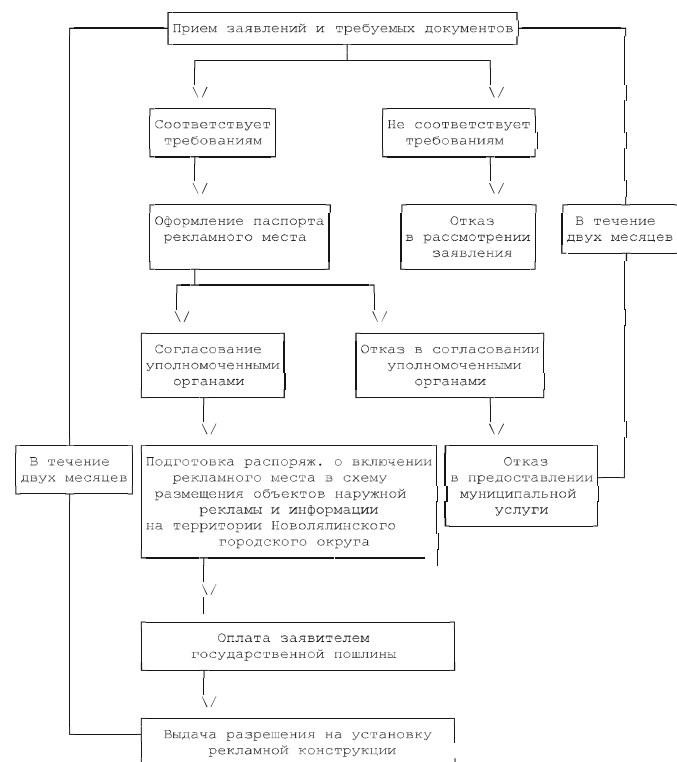 Прием заявлений и требуемых документов
Соответствует
требованиям
Не соответствует
требованиям
Оформление паспорта
рекламного места
Отказ
в рассмотрении
заявления
В течение
двух месяцев
Согласование
уполномоченными
органами
Отказ в согласовании
уполномоченными
органами
В течение
двух месяцев
Подготовка распоряж. о включении
рекламного места в схему
размещения объектов наружной
рекламы и информации
на территории Новолялинского
городского округа
Отказ
в предоставлении
муниципальной
услуги
Оплата заявителем
государственной пошлины
Выдача разрешения на установку
рекламной конструкции